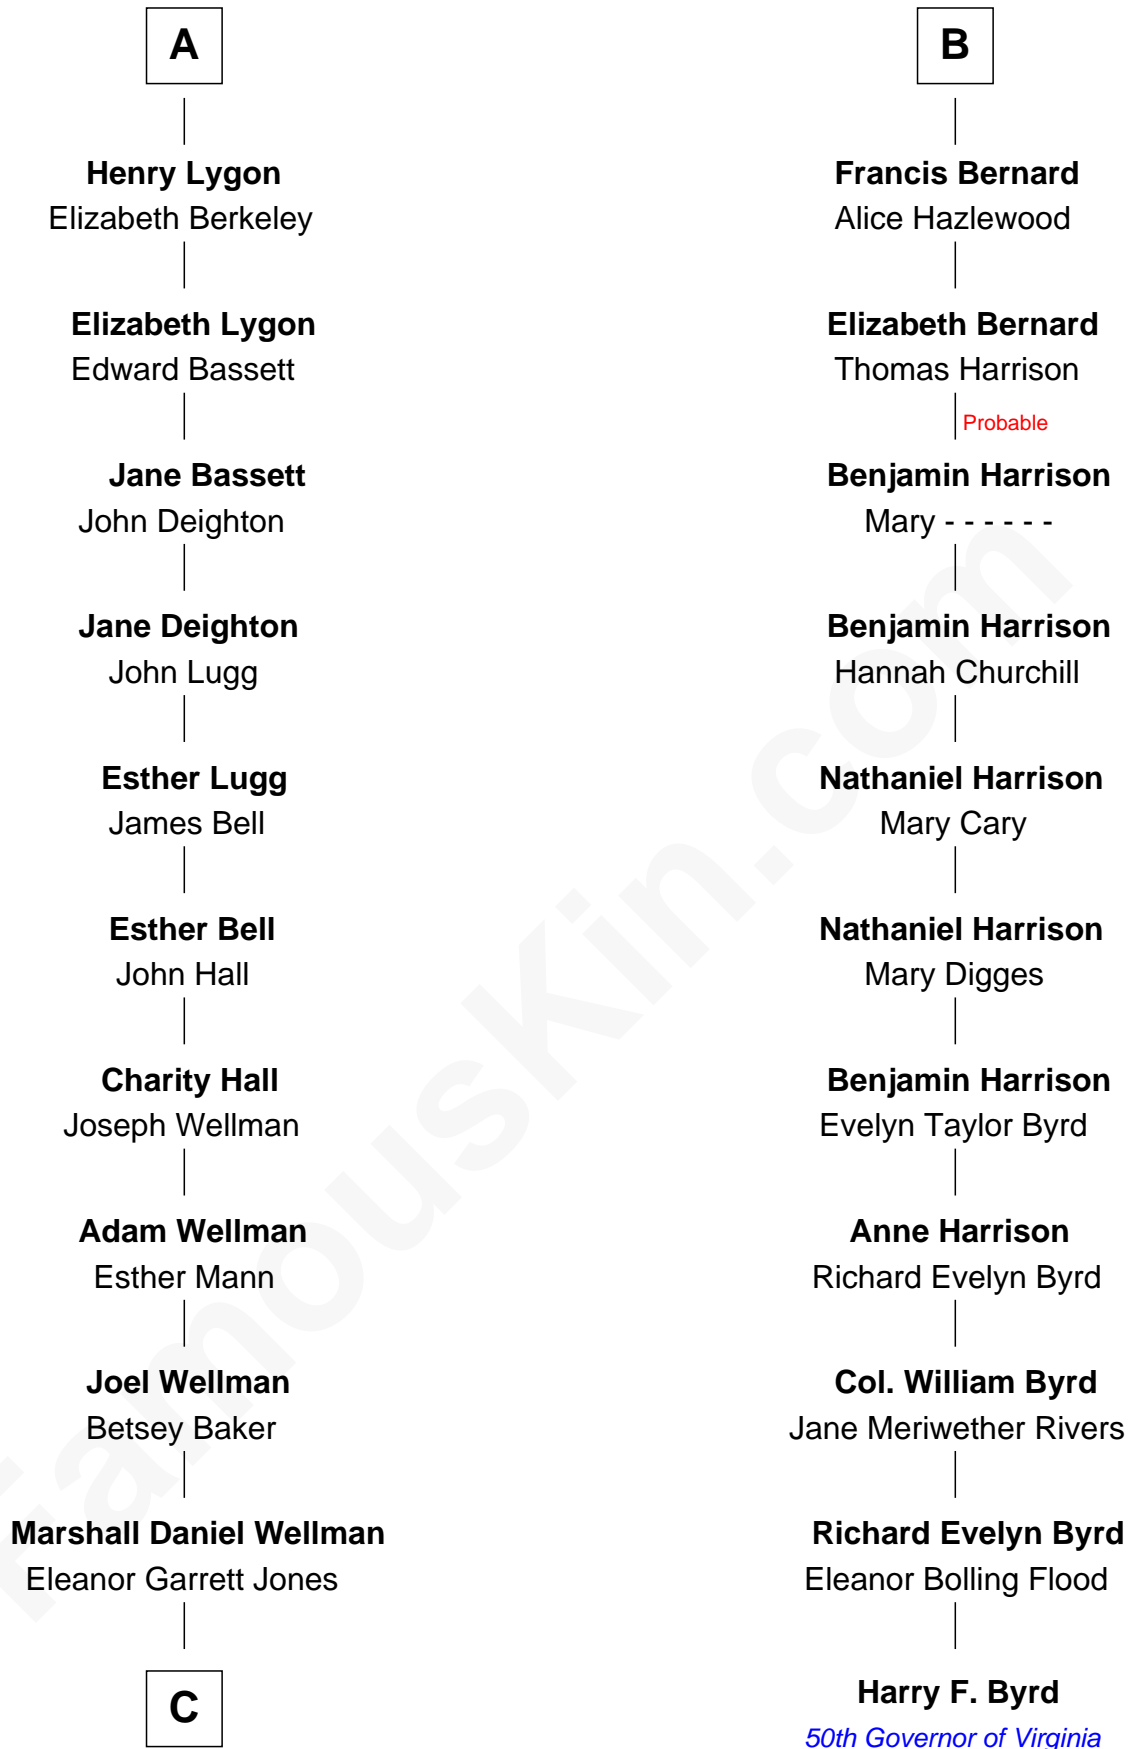 A
Henry Lygon
Elizabeth Berkeley
Elizabeth Lygon
Edward Bassett
Jane Bassett
John Deighton
Jane Deighton
John Lugg
Esther Lugg
James Bell
Esther Bell
John Hall
Charity Hall
Joseph Wellman
Adam Wellman
Esther Mann
Joel Wellman
Betsey Baker
Marshall Daniel Wellman
Eleanor Garrett Jones
C
B
Francis Bernard
Alice Hazlewood
Elizabeth Bernard
Thomas Harrison
Probable
Benjamin Harrison
Mary - - - - - -
Benjamin Harrison
Hannah Churchill
Nathaniel Harrison
Mary Cary
Nathaniel Harrison
Mary Digges
Benjamin Harrison
Evelyn Taylor Byrd
Anne Harrison
Richard Evelyn Byrd
Col. William Byrd
Jane Meriwether Rivers
Richard Evelyn Byrd
Eleanor Bolling Flood
Harry F. Byrd
50th Governor of Virginia
FamousKin.com